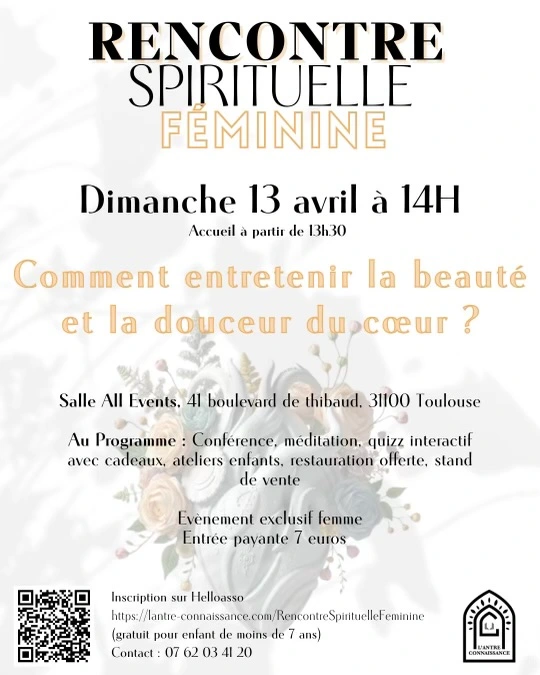 RENCONTRE
SPIRITUELLE
FÉMININE
Dimanche 13 avril à 14H
Accueil à partir de 13h30
Comment entretenir la beauté
et la douceur du cœur ?
Salle All Events, 41 boulevard de thibaud, 31100 Toulouse
Au Programme : Conférence, méditation, quizz interactif
avec cadeaux, ateliers enfants, restauration offerte, stand
de vente
Evènement exclusif femme
Entrée payante 7 euros
Inscription sur Helloasso
https://lantre-connaissance.com/RencontreSpirituelleFeminine
(gratuit pour enfant de moins de 7 ans)
Contact : 07 62 03 41 20
L'ANTRE
CONNAISSANCE